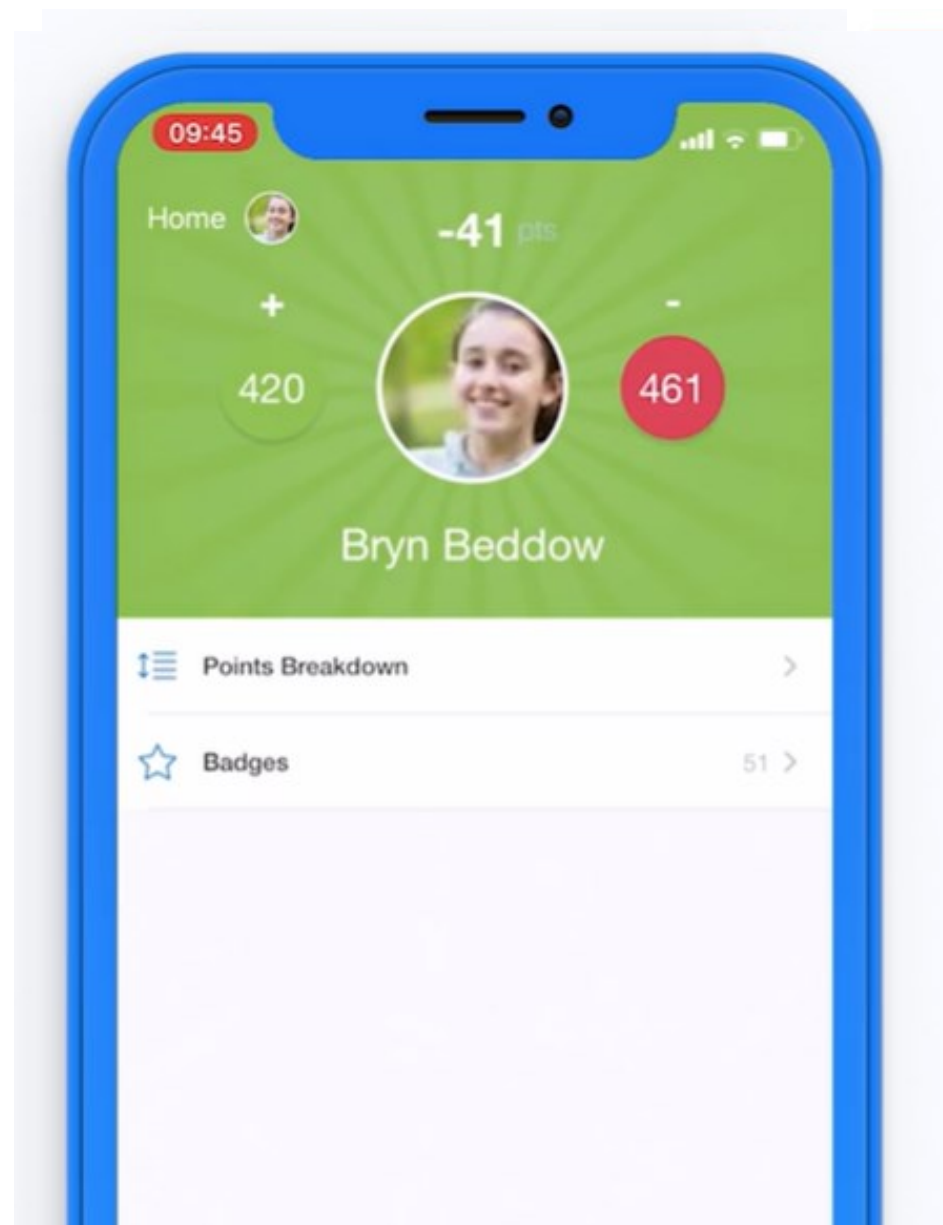 09:45
Home
-41 pts
+
-
420
461
Bryn Beddow
Points Breakdown
Badges 51